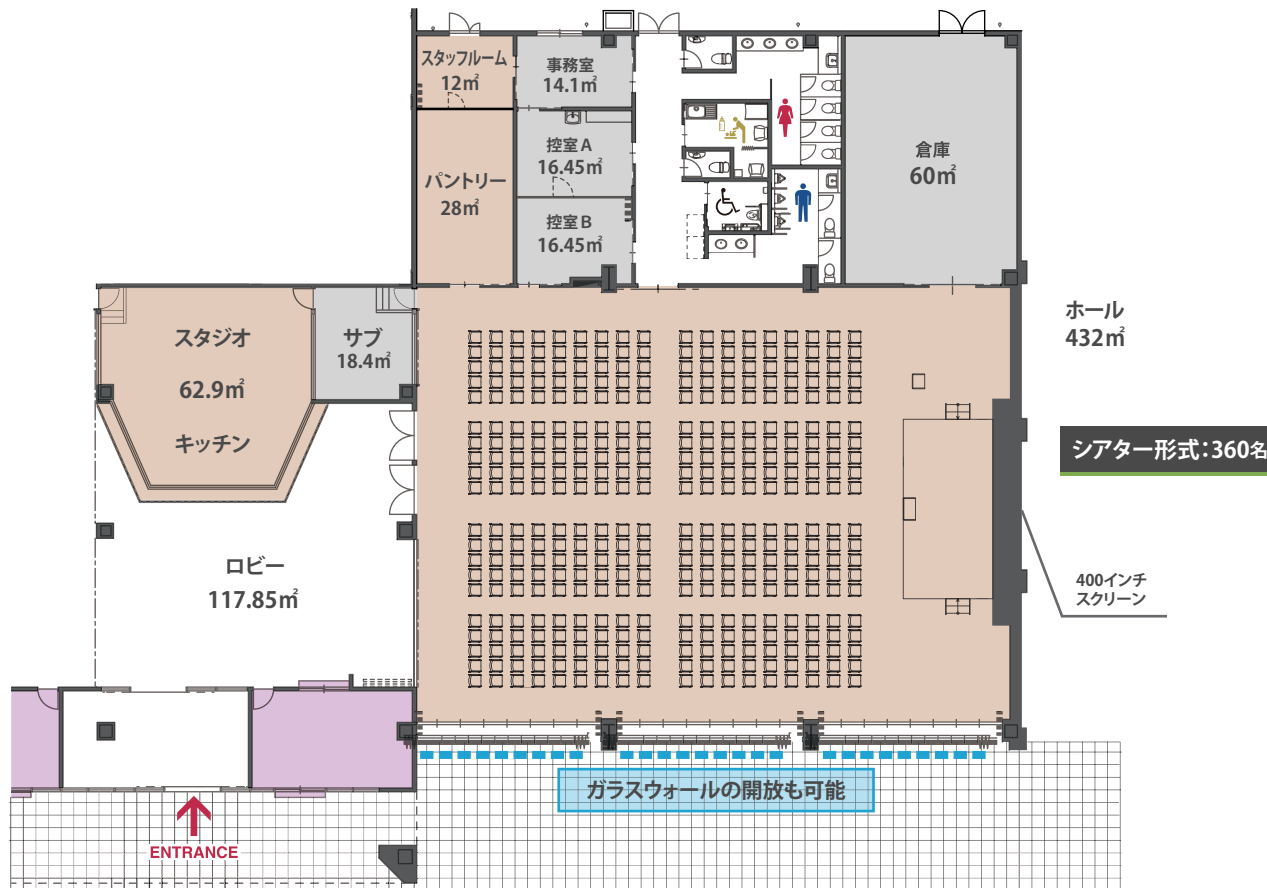 スタッフルーム
12㎡
事務室
14.1㎡
控室A
16.45㎡
パントリー
28㎡
控室B
16.45㎡
倉庫
60㎡
スタジオ
62.9㎡
キッチン
サブ
18.4㎡
ホール
432㎡
シアター形式:360名
400インチ
スクリーン
ロビー
117.85㎡
ガラスウォールの開放も可能
ENTRANCE